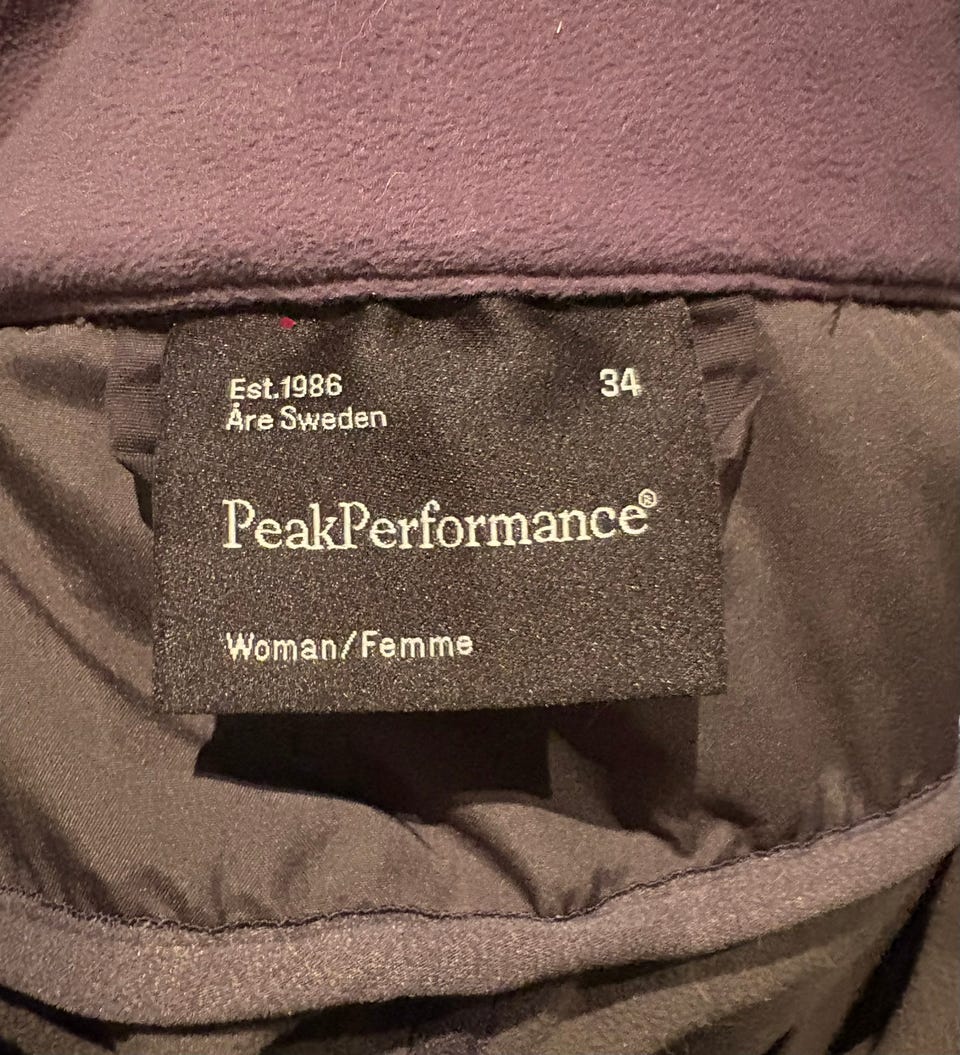 Est.1986 34
Åre Sweden
PeakPerformance®
Woman/Femme